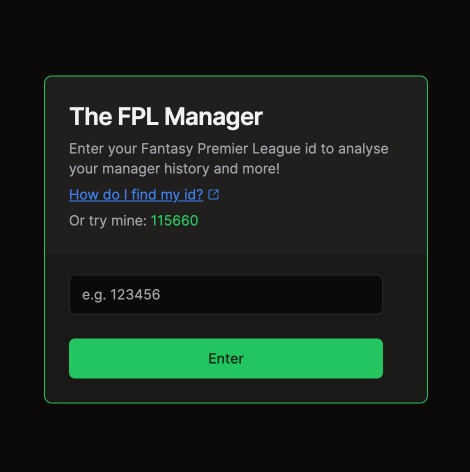 The FPL Manager
Enter your Fantasy Premier League id to analyse
your manager history and more!
How do I find my id?
Or try mine: 115660
e.g. 123456
Enter